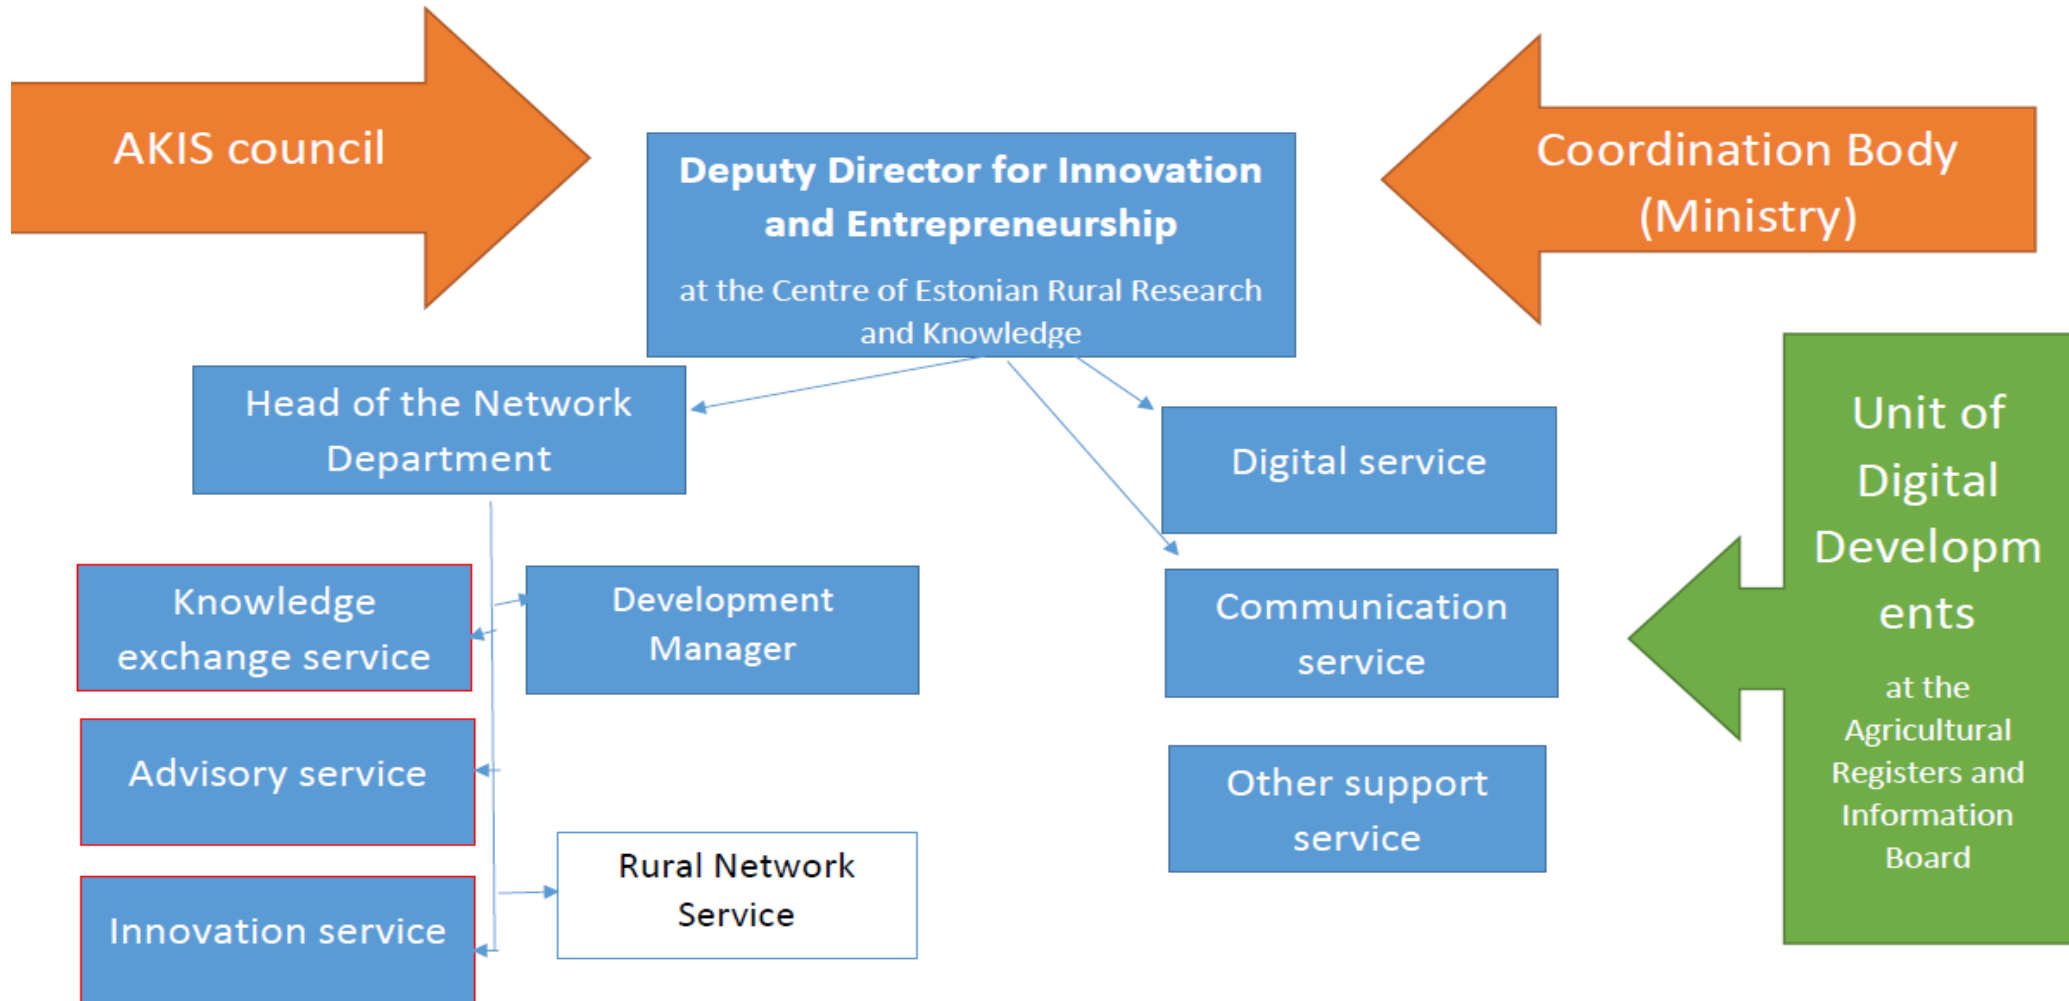 AKIS council
Deputy Director for Innovation
and Entrepreneurship
at the Centre of Estonian Rural Research
and Knowledge
Coordination Body
(Ministry)
Head of the Network
Department
Digital service
Unit of
Digital
Developm
ents
at the
Agricultural
Registers and
Information
Board
Knowledge
exchange service
Development
Manager
Communication
service
Advisory service
Other support
service
Rural Network
Service
Innovation service